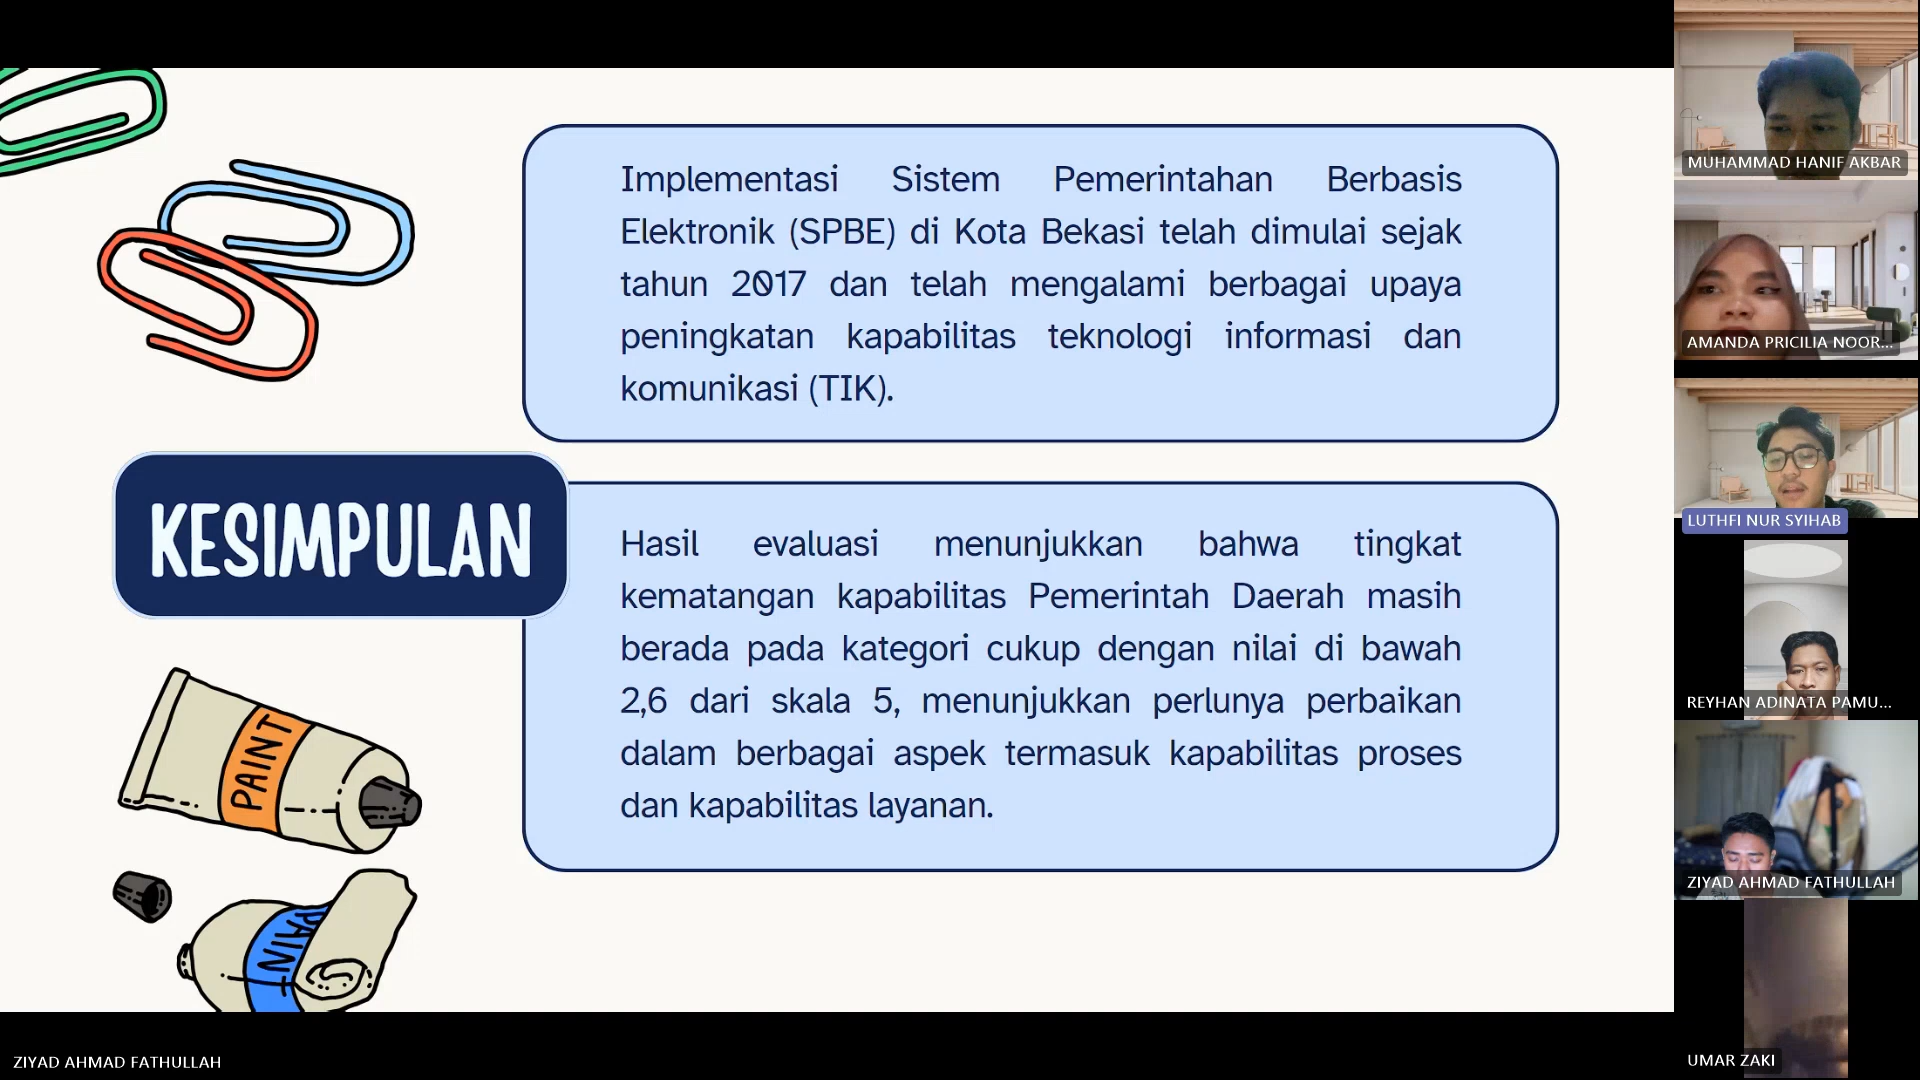 Implementasi Sistem Pemerintahan Berbasis
Elektronik (SPBE) di Kota Bekasi telah dimulai sejak
tahun 2017 dan telah mengalami berbagai upaya
peningkatan kapabilitas teknologi informasi dan
komunikasi (TIK).
KESIMPULAN
Hasil evaluasi menunjukkan bahwa tingkat
kematangan kapabilitas Pemerintah Daerah masih
berada pada kategori cukup dengan nilai di bawah
2,6 dari skala 5, menunjukkan perlunya perbaikan
dalam berbagai aspek termasuk kapabilitas proses
dan kapabilitas layanan.
PAINT
PAIN
ZIYAD AHMAD FATHULLAH
MUHAMMAD HANIF AKBAR
AMANDA PRICILIA NOOR...
LUTHFI NUR SYIHAB
REYHAN ADINATA PAMU...
ZIYAD AHMAD FATHULLAH
UMAR ZAKI